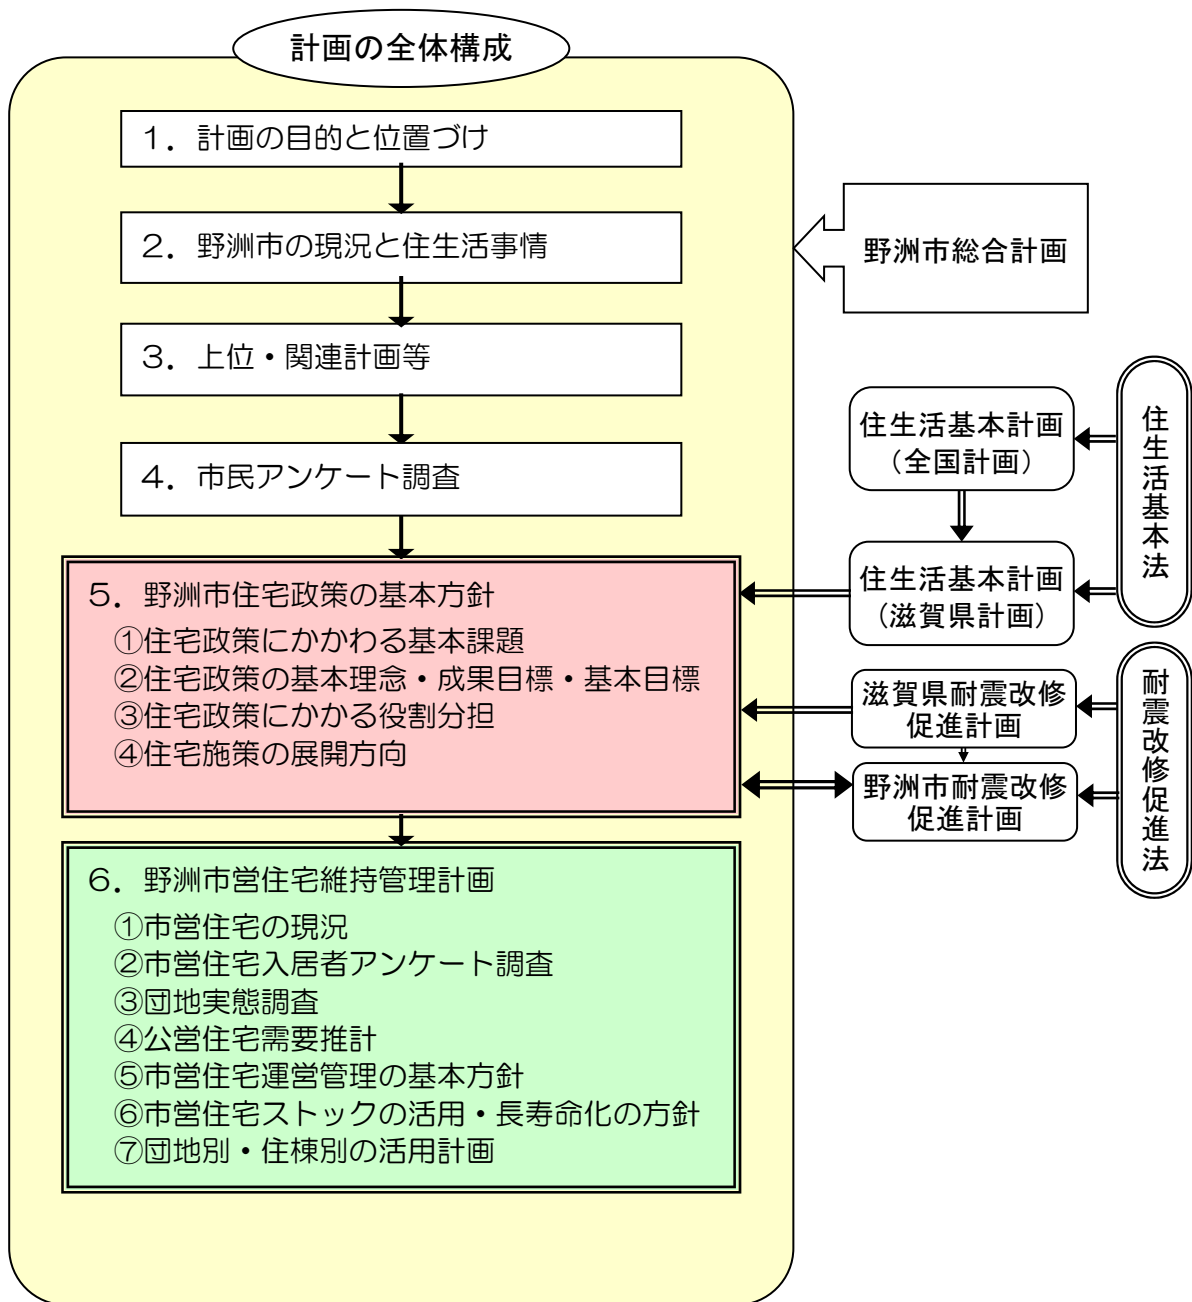 計画の全体構成
１．計画の目的と位置づけ
２．野洲市の現況と住生活事情
３．上位・関連計画等
４．市民アンケート調査
５．野洲市住宅政策の基本方針
①住宅政策にかかわる基本課題
②住宅政策の基本理念・成果目標・基本目標
③住宅政策にかかる役割分担
④住宅施策の展開方向
６．野洲市営住宅維持管理計画
①市営住宅の現況
②市営住宅入居者アンケート調査
③団地実態調査
④公営住宅需要推計
⑤市営住宅運営管理の基本方針
⑥市営住宅ストックの活用・長寿命化の方針
⑦団地別・住棟別の活用計画
野洲市総合計画
住生活基本計画
（全国計画）
住生活基本計画
（滋賀県計画）
滋賀県耐震改修
促進計画
野洲市耐震改修
促進計画
住生活基本法
耐震改修促進法